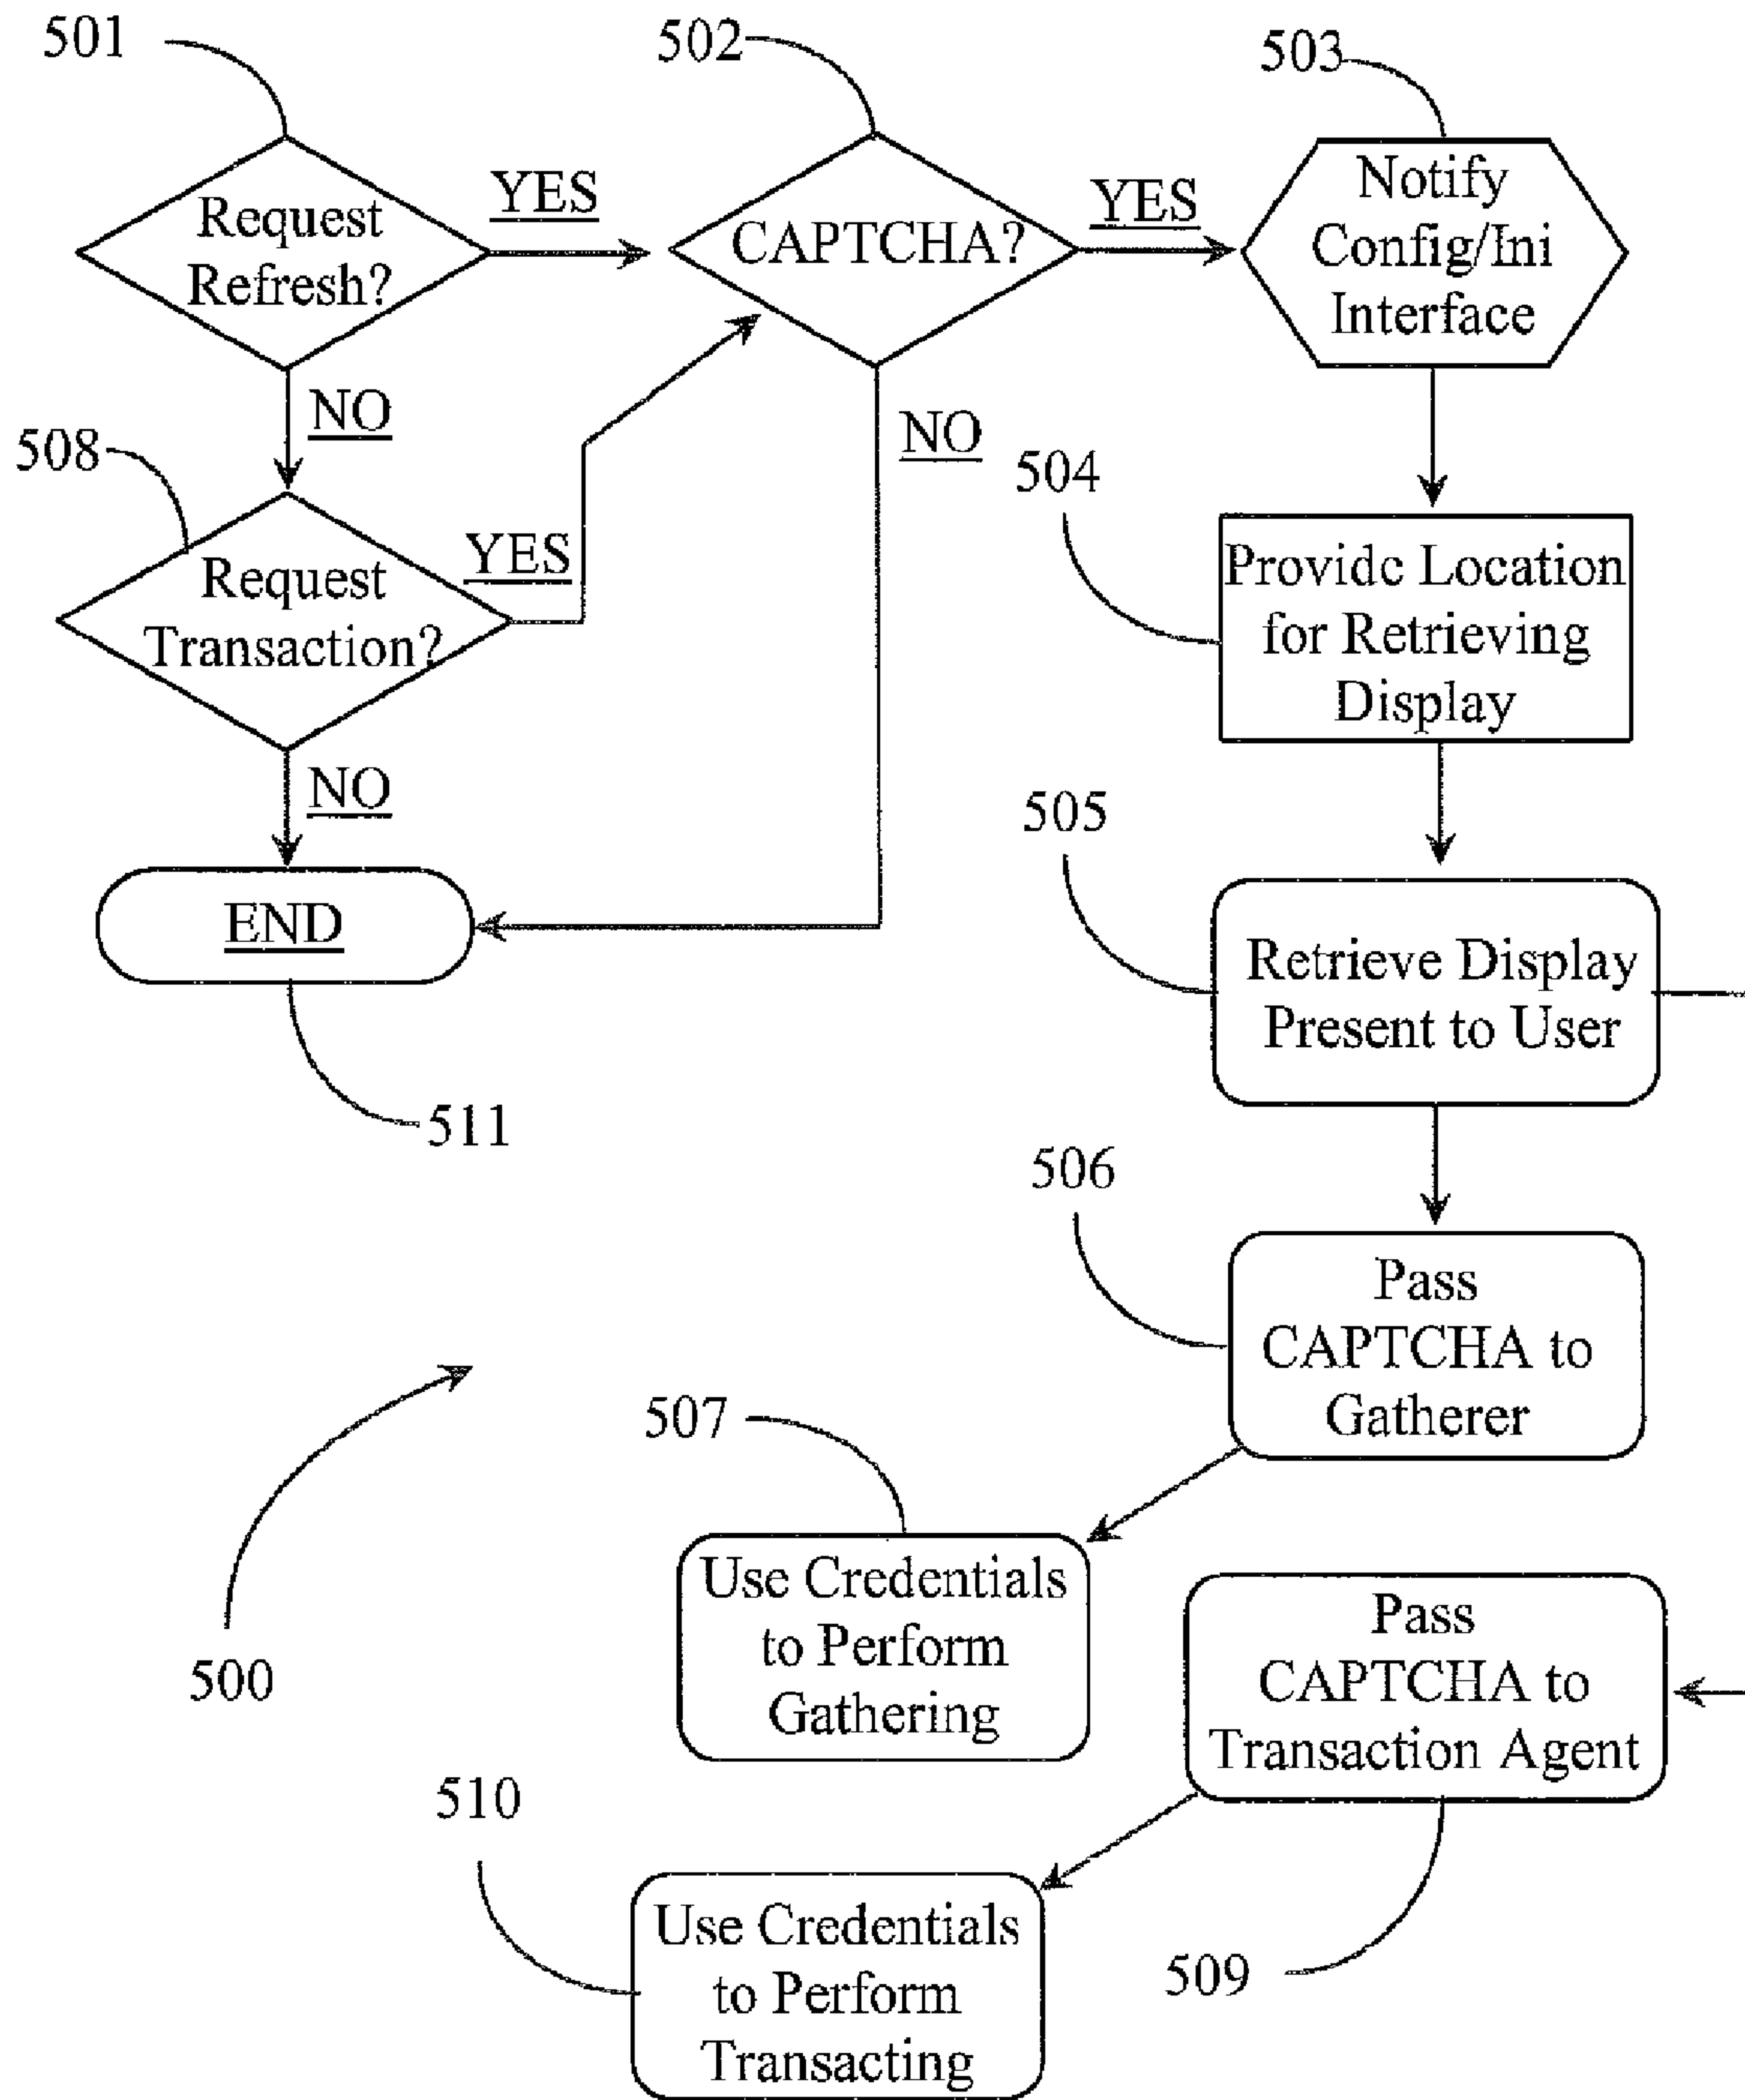 501
502
503
Request
Refresh?
YES
CAPTCHA?
YES
Notify
Config/Ini
Interface
NO
NO
508
Request
Transaction?
YES
504
Provide Location
for Retrieving
Display
NO
END
511
505
Retrieve Display
Present to User
506
Pass
CAPTCHA to
Gatherer
500
507
Use Credentials
to Perform
Gathering
Pass
CAPTCHA to
Transaction Agent
509
510
Use Credentials
to Perform
Transacting